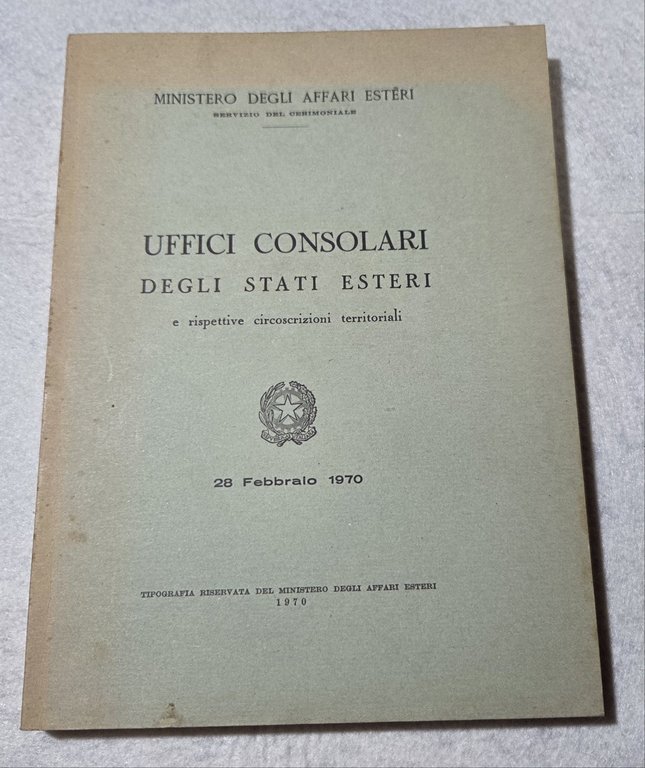 MINISTERO DEGLI AFFARI ESTERI
SERVIZIO DEL CERIMONIALE
UFFICI CONSOLARI
DEGLI STATI ESTERI
e rispettive circoscrizioni territoriali
28 Febbraio 1970
TIPOGRAFIA RISERVATA DEL MINISTERO DEGLI AFFARI ESTERI
1970